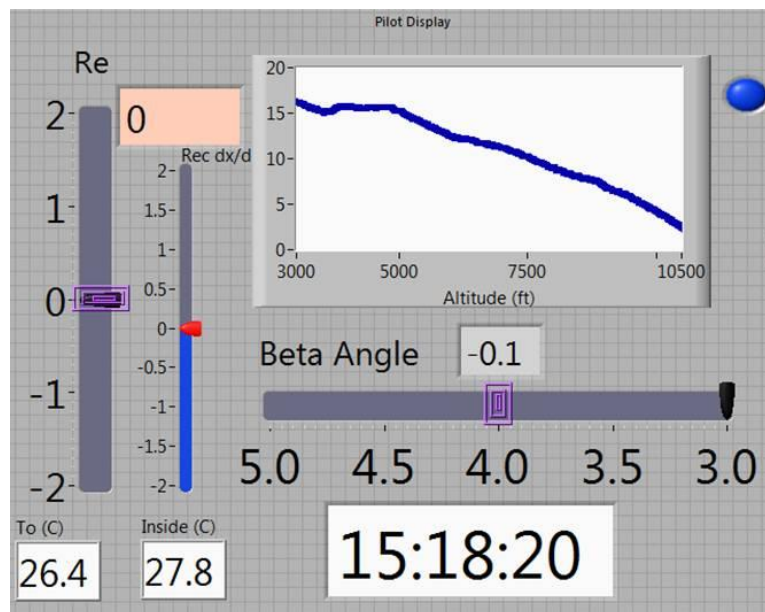 Pilot Display
Re
0
Rec dx/d
2
1
0
-1
-2
2
1.5
1
0.5
0
-0.5
-1
-1.5
-2
20
15
10
5
0
3000 5000 7500 10500
Altitude (ft)
Beta Angle -0.1
5.0 4.5 4.0 3.5 3.0
To (C) Inside (C)
26.4 27.8
15:18:20